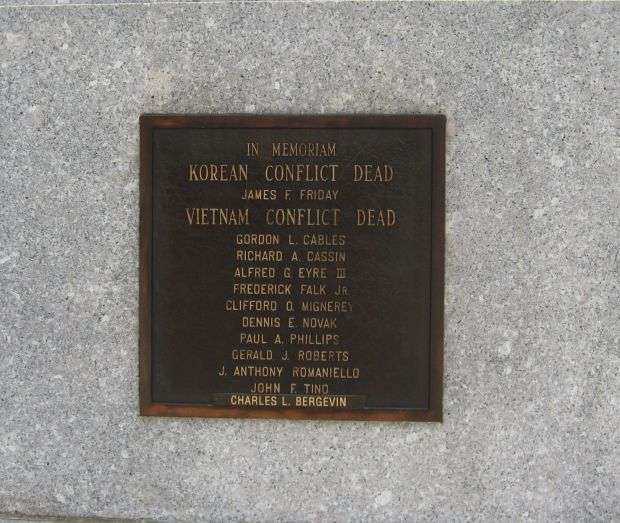 IN MEMORIAM
KOREAN CONFLICT DEAD
JAMES F. FRIDAY
VIETNAM CONFLICT DEAD
GORDON L. CABLES
RICHARD A. CASSIN
ALFRED G. EYRE III
FREDERICK FALK JR.
CLIFFORD O. MIGNEREY
DENNIS E. NOVAK
PAUL A. PHILLIPS
GERALD J. ROBERTS
J. ANTHONY ROMANIELLO
JOHN F. TINO
CHARLES L. BERGEVIN